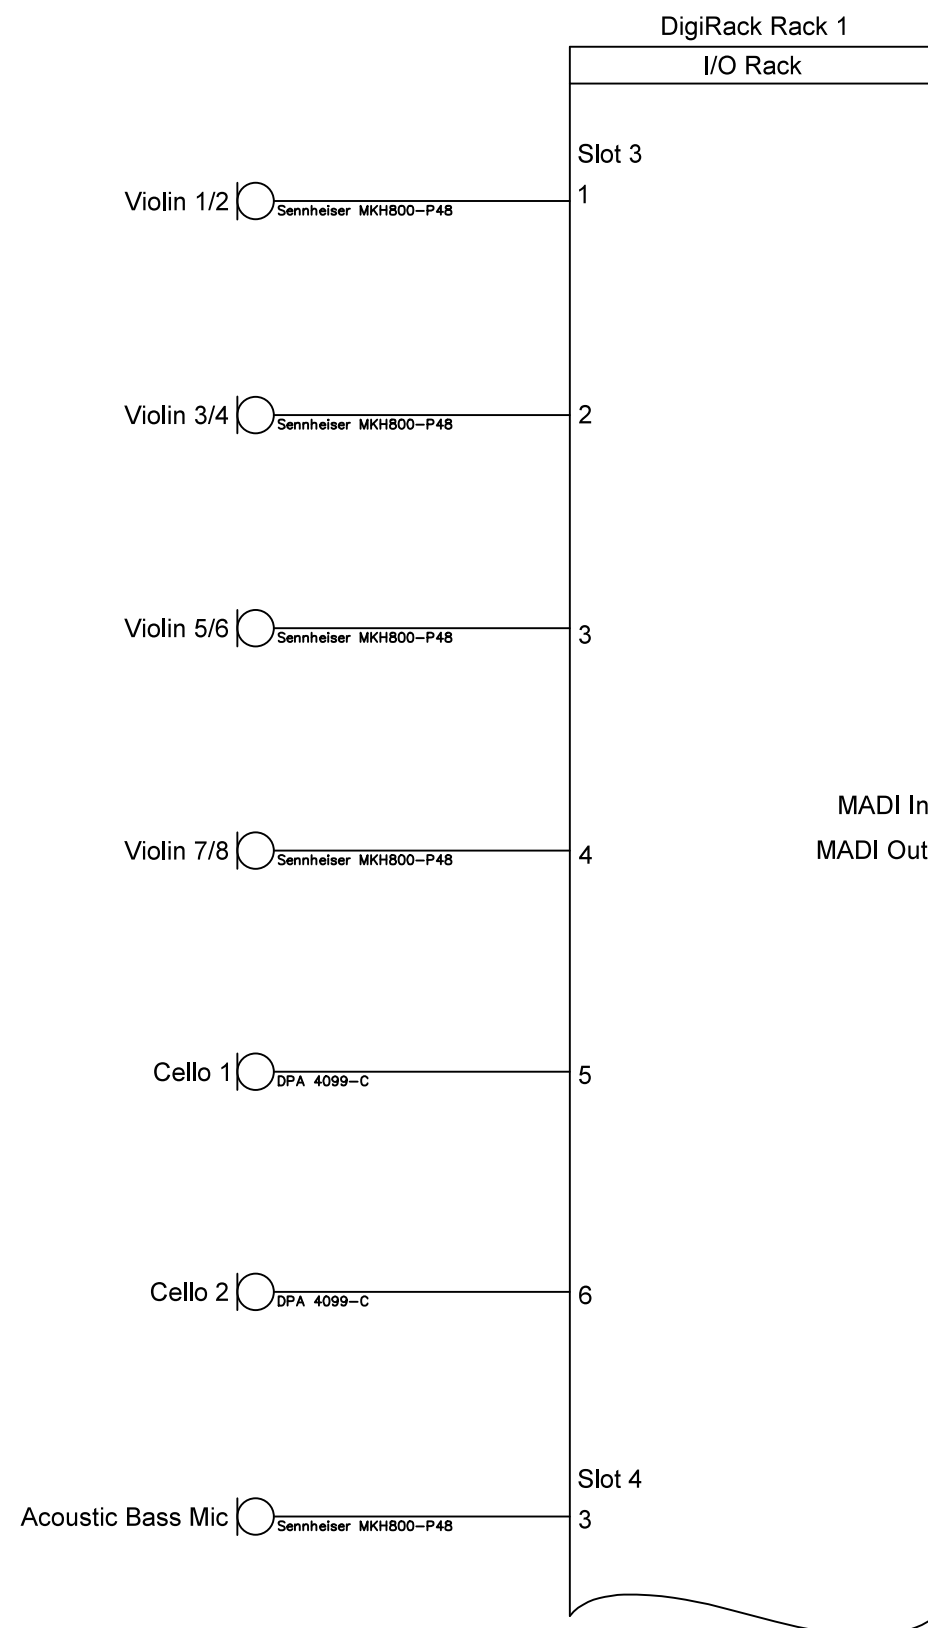 DigiRack Rack 1
I/O Rack
Slot 3
Violin 1/2
Sennheiser MKH800-P48
1
Violin 3/4
Sennheiser MKH800-P48
2
Violin 5/6
Sennheiser MKH800-P48
3
MADI In
Violin 7/8
Sennheiser MKH800-P48
4
MADI Out
Cello 1
DPA 4099-C
5
Cello 2
DPA 4099-C
6
Slot 4
Acoustic Bass Mic
Sennheiser MKH800-P48
3